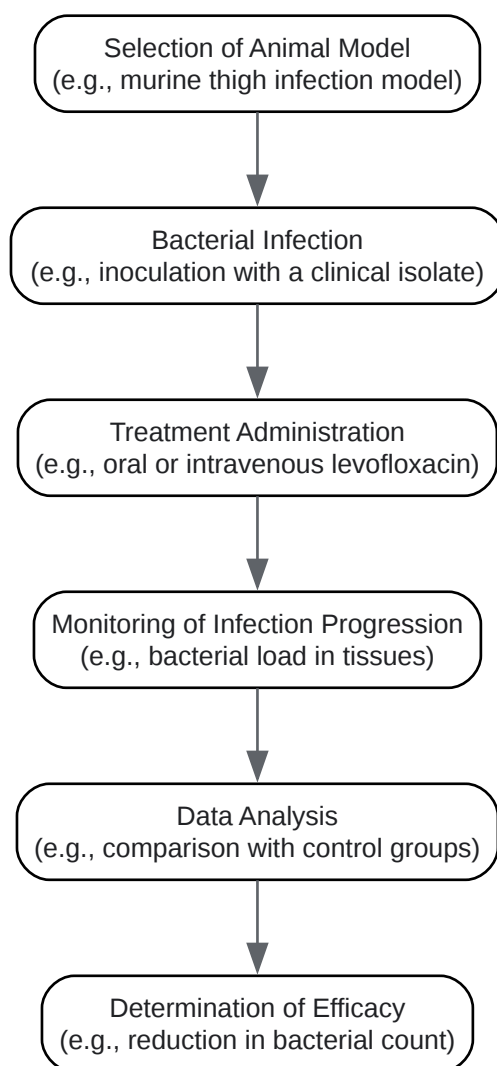 Selection of Animal Model
(e.g., murine thigh infection model)
Bacterial Infection
(e.g., inoculation with a clinical isolate)
Treatment Administration
(e.g., oral or intravenous levofloxacin)
Monitoring of Infection Progression
(e.g., bacterial load in tissues)
Data Analysis
(e.g., comparison with control groups)
Determination of Efficacy
(e.g., reduction in bacterial count)